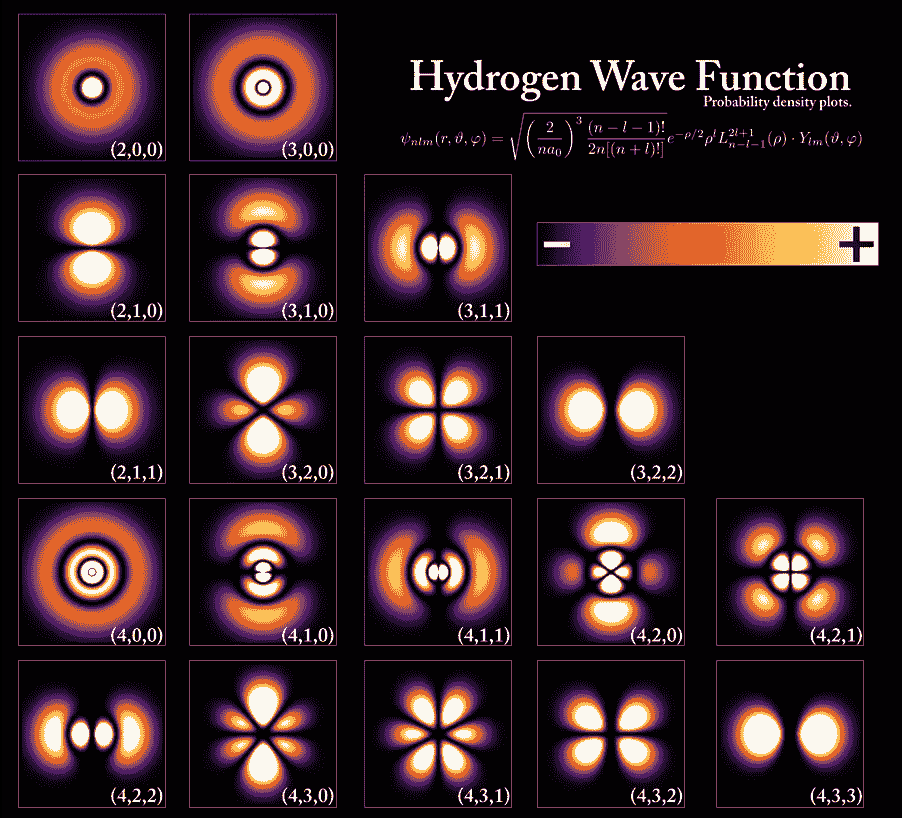 Hydrogen Wave Function
Probability density plots.
ψnlm(r, ϑ, φ) = √((2/na₀)³ (n − l − 1)!/2n[(n + l)!]) e^{−ρ/2} ρ^l L^{2l+1}_{n−l−1}(ρ) · Ylm(ϑ, φ)
(2,0,0) (3,0,0)
− +
(2,1,0) (3,1,0) (3,1,1)
(2,1,1) (3,2,0) (3,2,1) (3,2,2)
(4,0,0) (4,1,0) (4,1,1) (4,2,0) (4,2,1)
(4,2,2) (4,3,0) (4,3,1) (4,3,2) (4,3,3)